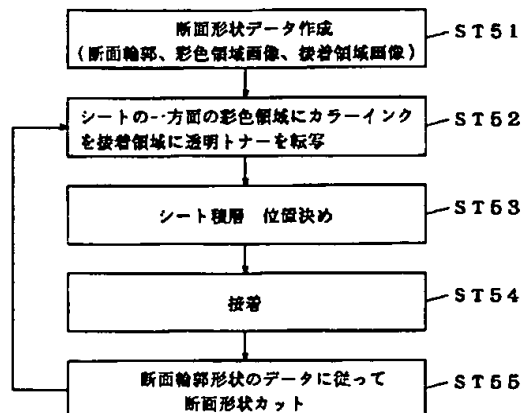 断面形状データ作成
(断面輪郭、彩色領域画像、接着領域画像)
ST51
シートの一方面の彩色領域にカラーインク
を接着領域に透明トナーを転写
ST52
シート積層 位置決め
ST53
接着
ST54
断面輪郭形状のデータに従って
断面形状カット
ST55